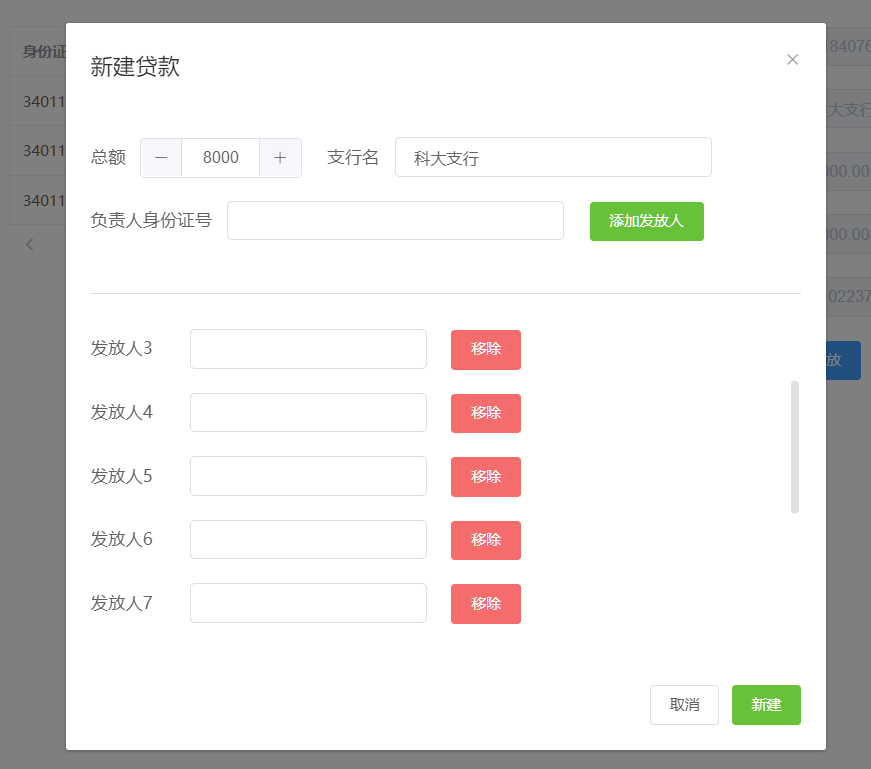 新建贷款
总额 8000 支行名 科大支行
负责人身份证号 添加发放人
发放人3 移除
发放人4 移除
发放人5 移除
发放人6 移除
发放人7 移除
取消 新建
身份证
34011
34011
34011
84076
大支行
000.00
000.00
02237
放